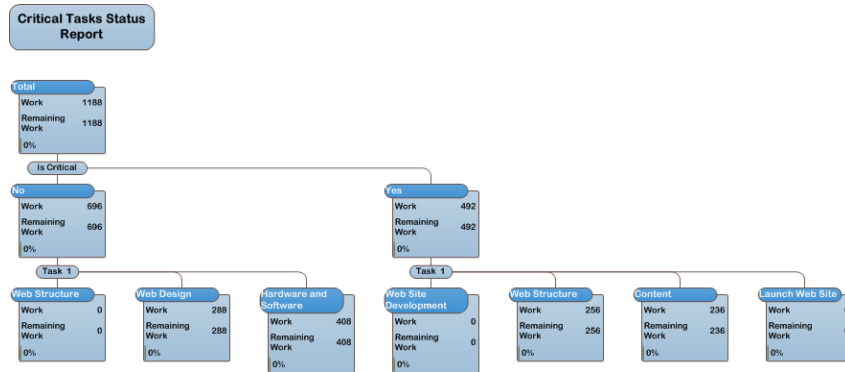 Critical Tasks Status
Report
Total
Work 1188
Remaining
Work 1188
0%
Is Critical
No
Work 696
Remaining
Work 696
0%
Yes
Work 492
Remaining
Work 492
0%
Task 1
Task 1
Web Structure
Work 0
Remaining
Work 0
0%
Web Design
Work 288
Remaining
Work 288
0%
Hardware and
Software
Work 408
Remaining
Work 408
0%
Web Site
Development
Work 0
Remaining
Work 0
0%
Web Structure
Work 256
Remaining
Work 256
0%
Content
Work 236
Remaining
Work 236
0%
Launch Web Site
Work
Remaining
Work
0%